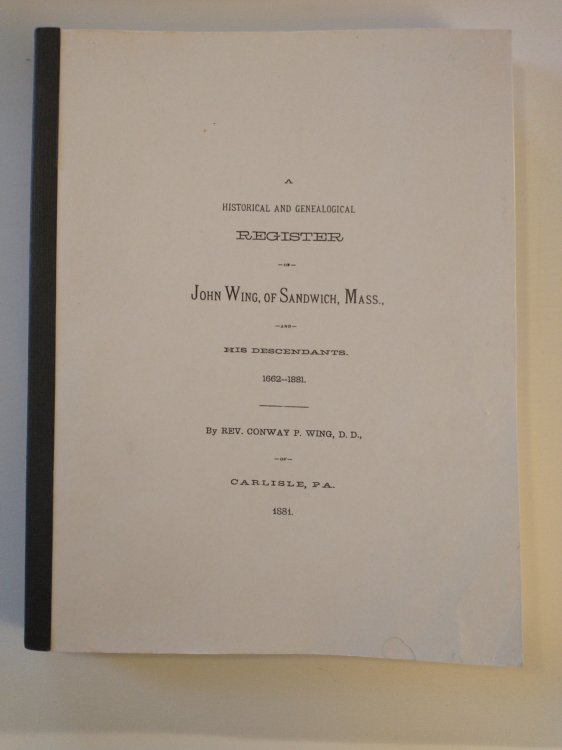 A
HISTORICAL AND GENEALOGICAL
REGISTER
—OF—
JOHN WING, OF SANDWICH, MASS.,
—AND—
HIS DESCENDANTS.
1662—1881.
By REV. CONWAY P. WING, D. D.,
—OF—
CARLISLE, PA.
1881.